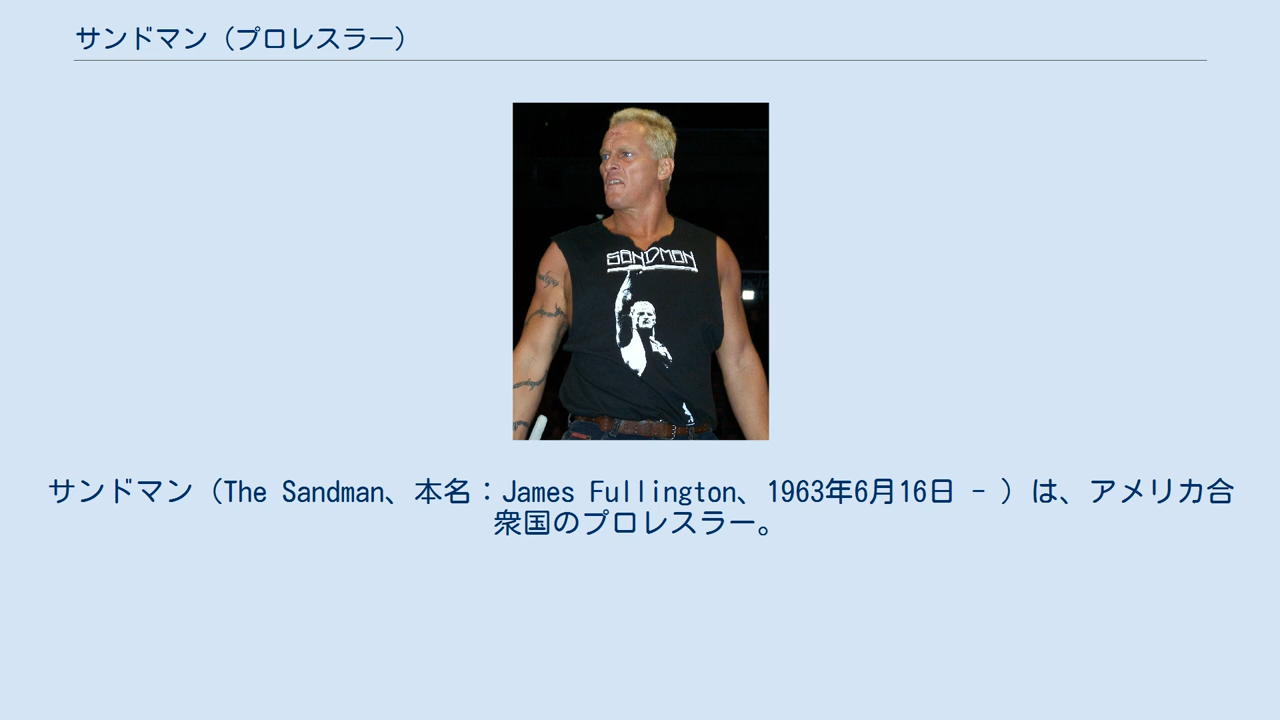 サンドマン（プロレスラー）
SANDMAN
サンドマン（The Sandman、本名：James Fullington、1963年6月16日 - ）は、アメリカ合
衆国のプロレスラー。